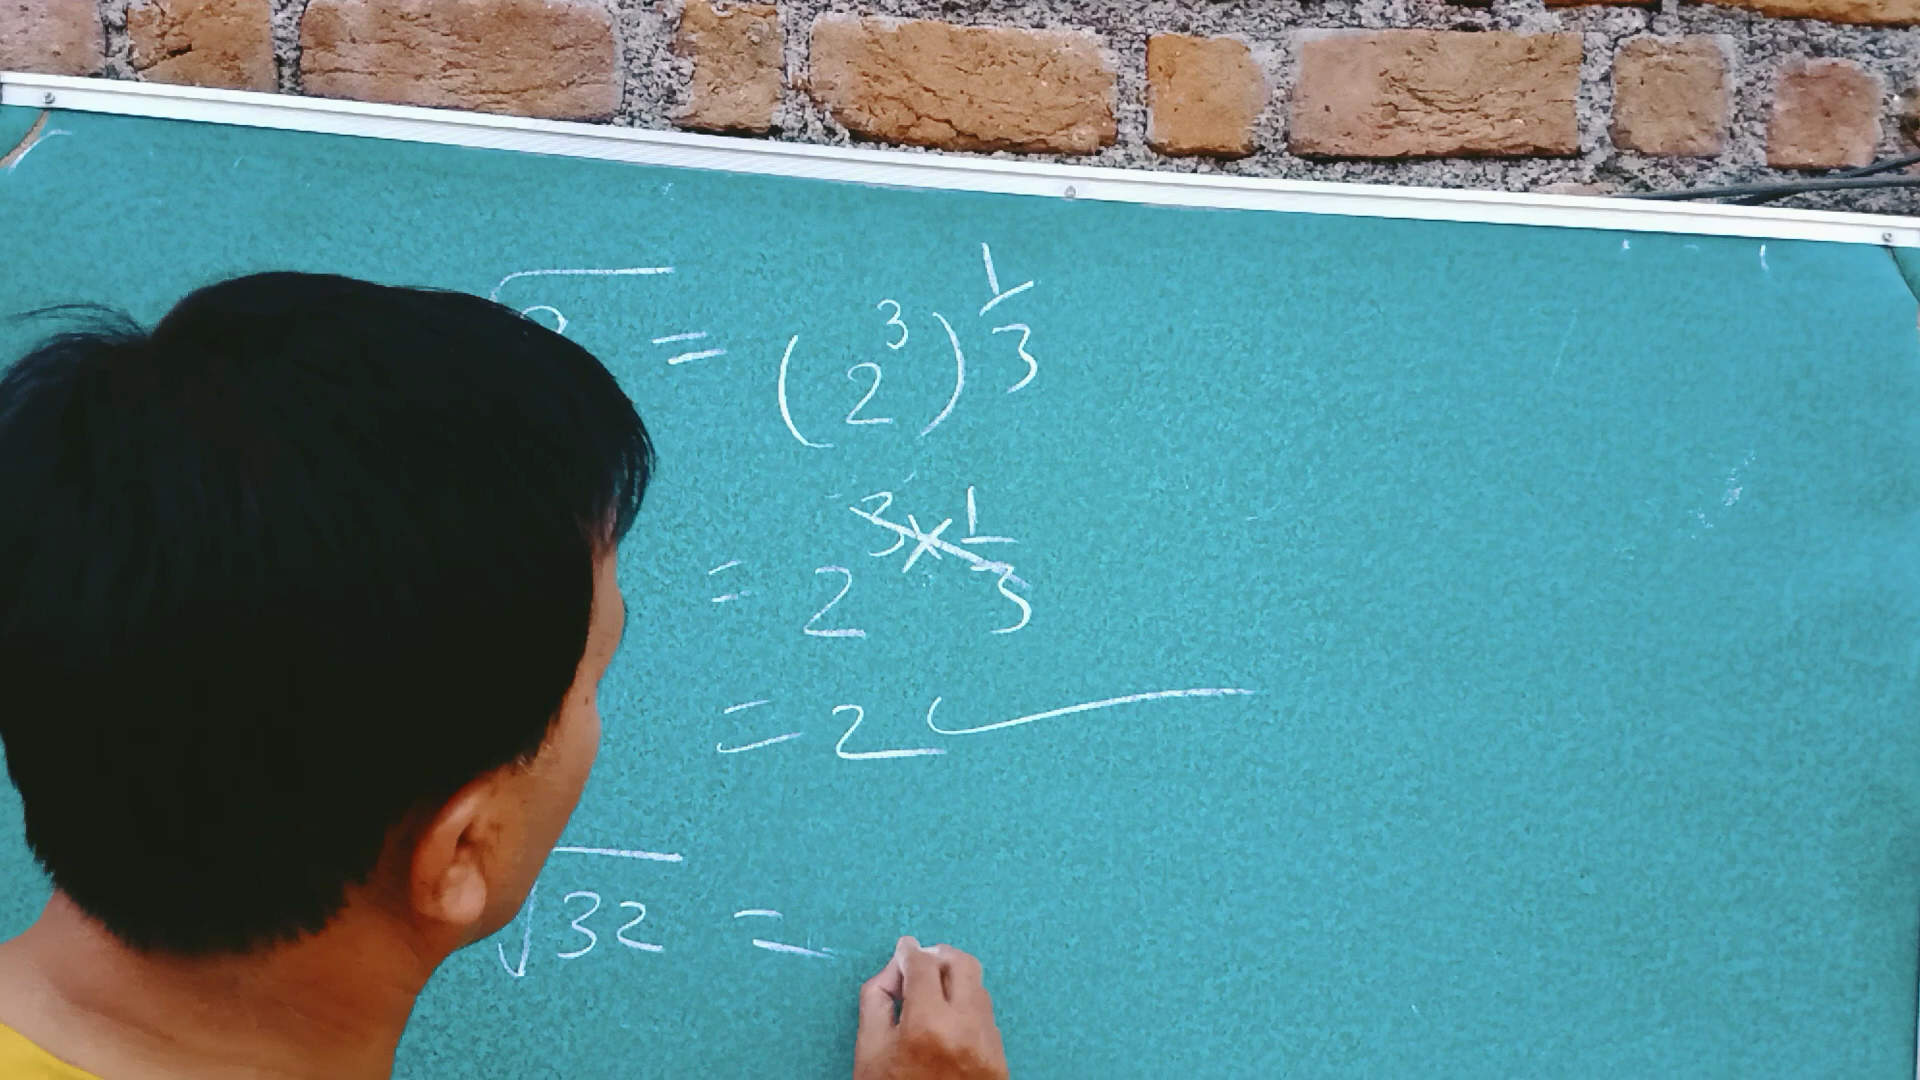 = (2³)^1/3
= 2^3×1/3
= 2
√32 =